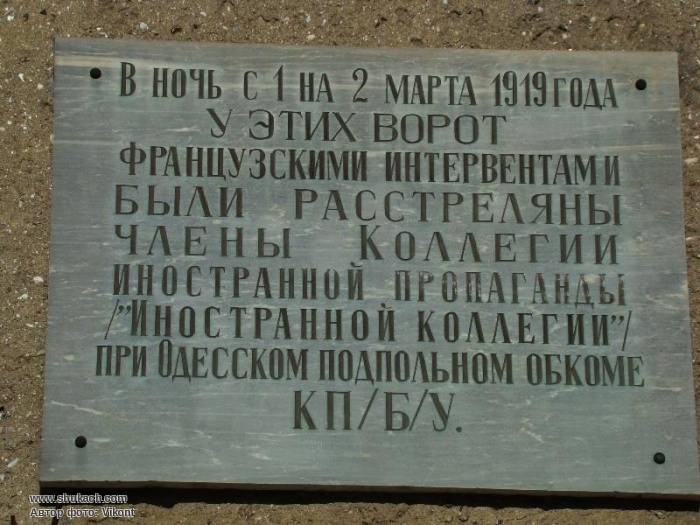 В НОЧЬ С 1 НА 2 МАРТА 1919 ГОДА
У ЭТИХ ВОРОТ
ФРАНЦУЗСКИМИ ИНТЕРВЕНТАМИ
БЫЛИ РАССТРЕЛЯНЫ
ЧЛЕНЫ КОЛЛЕГИИ
ИНОСТРАННОЙ ПРОПАГАНДЫ
/"ИНОСТРАННОЙ КОЛЛЕГИИ"/
ПРИ ОДЕССКОМ ПОДПОЛЬНОМ ОБКОМЕ
КП/Б/У.
www.shukach.com
Автор фото: Vikont